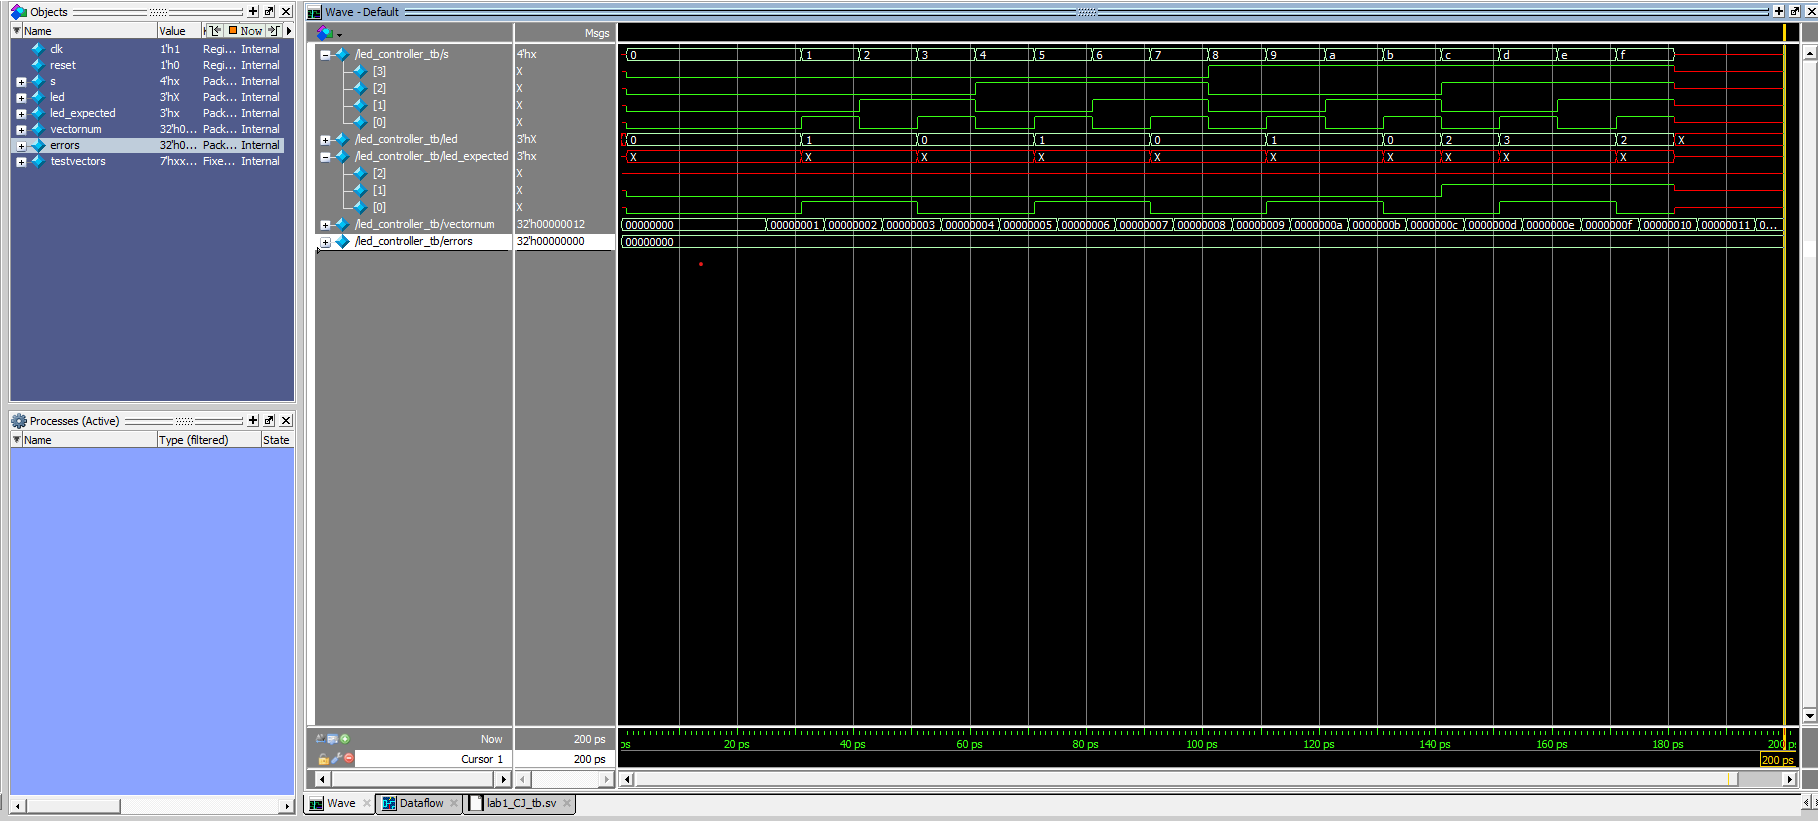 Objects
Name Value Now
clk 1'h1 Regi... Internal
reset 1'h0 Regi... Internal
s 4'hx Pack... Internal
led 3'hX Pack... Internal
led_expected 3'hx Pack... Internal
vectornum 32'h0... Pack... Internal
errors 32'h0... Pack... Internal
testvectors 7'hxx... Fixe... Internal
Processes (Active)
Name Type (filtered) State
Wave - Default
Msgs
/led_controller_tb/s 4'hx 0 1 2 3 4 5 6 7 8 9 a b c d e f
[3] X
[2] X
[1] X
[0] X
/led_controller_tb/led 3'hX 0 1 0 1 0 1 0 2 3 2 X
/led_controller_tb/led_expected 3'hx X X X X X X X X X X
[2] X
[1] X
[0] X
/led_controller_tb/vectornum 32'h00000012 00000000 00000001 00000002 00000003 00000004 00000005 00000006 00000007 00000008 00000009 0000000a 0000000b 0000000c 0000000d 0000000e 0000000f 00000010 00000011 0...
/led_controller_tb/errors 32'h00000000 00000000
Now 200 ps ps 20 ps 40 ps 60 ps 80 ps 100 ps 120 ps 140 ps 160 ps 180 ps 200
Cursor 1 200 ps 200 ps
Wave Dataflow lab1_CJ_tb.sv